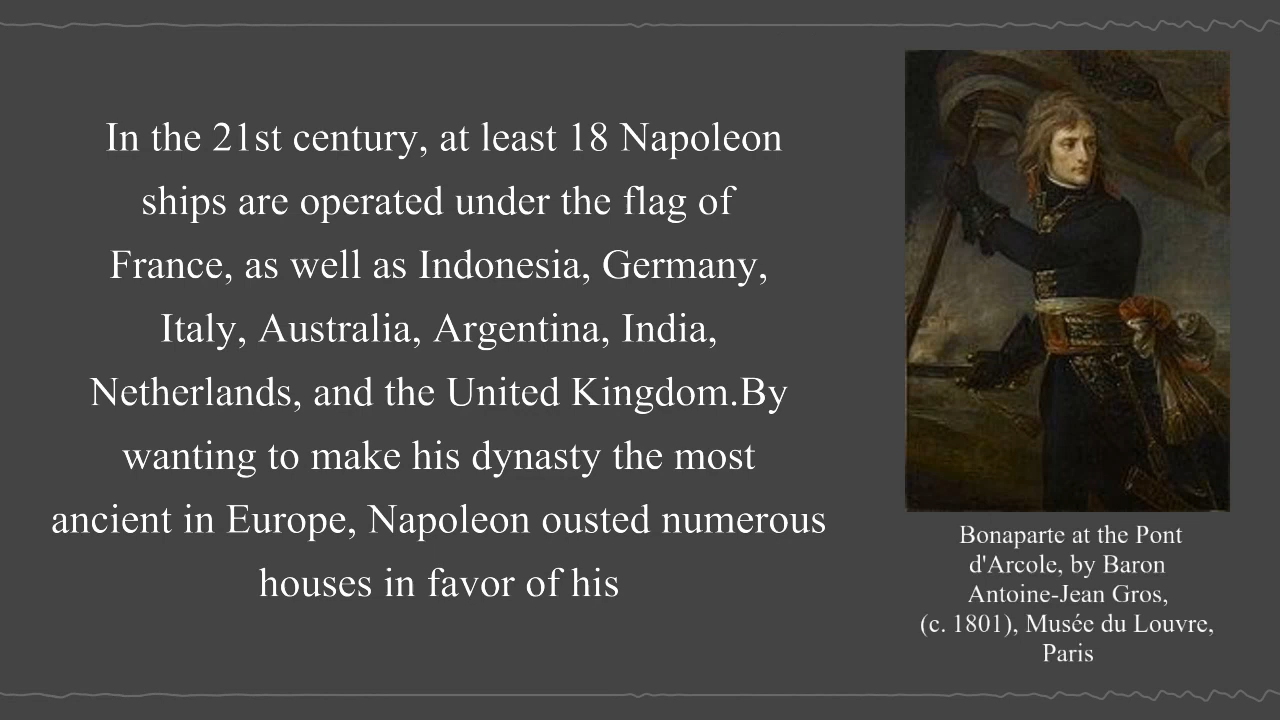 In the 21st century, at least 18 Napoleon
ships are operated under the flag of
France, as well as Indonesia, Germany,
Italy, Australia, Argentina, India,
Netherlands, and the United Kingdom.By
wanting to make his dynasty the most
ancient in Europe, Napoleon ousted numerous
houses in favor of his
Bonaparte at the Pont
d'Arcole, by Baron
Antoine-Jean Gros,
(c. 1801), Musée du Louvre,
Paris